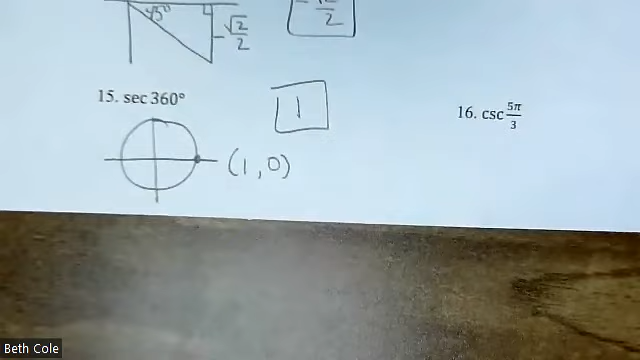 45°
-√2/2
15. sec 360°
1
16. csc 5π/3
(1, 0)
Beth Cole